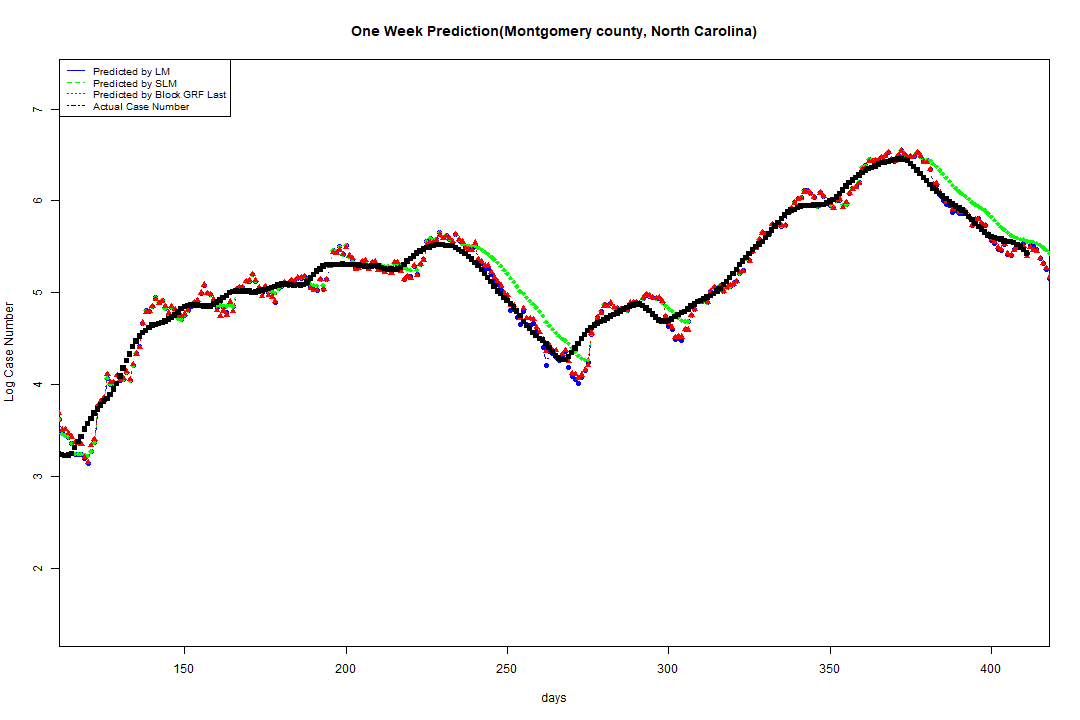 One Week Prediction(Montgomery county, North Carolina)
Predicted by LM
Predicted by SLM
Predicted by Block GRF Last
Actual Case Number
7
6
5
4
3
2
Log Case Number
150 200 250 300 350 400
days